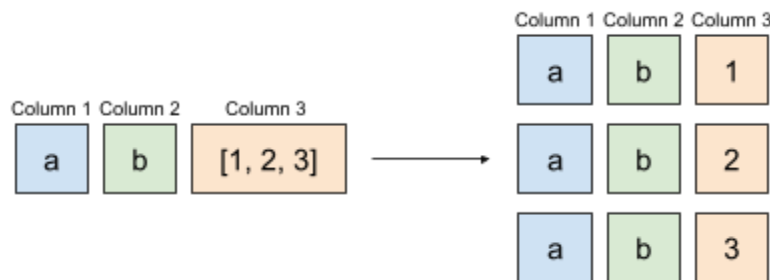 Column 1 Column 2 Column 3
a b [1, 2, 3]
Column 1 Column 2 Column 3
a b 1
a b 2
a b 3